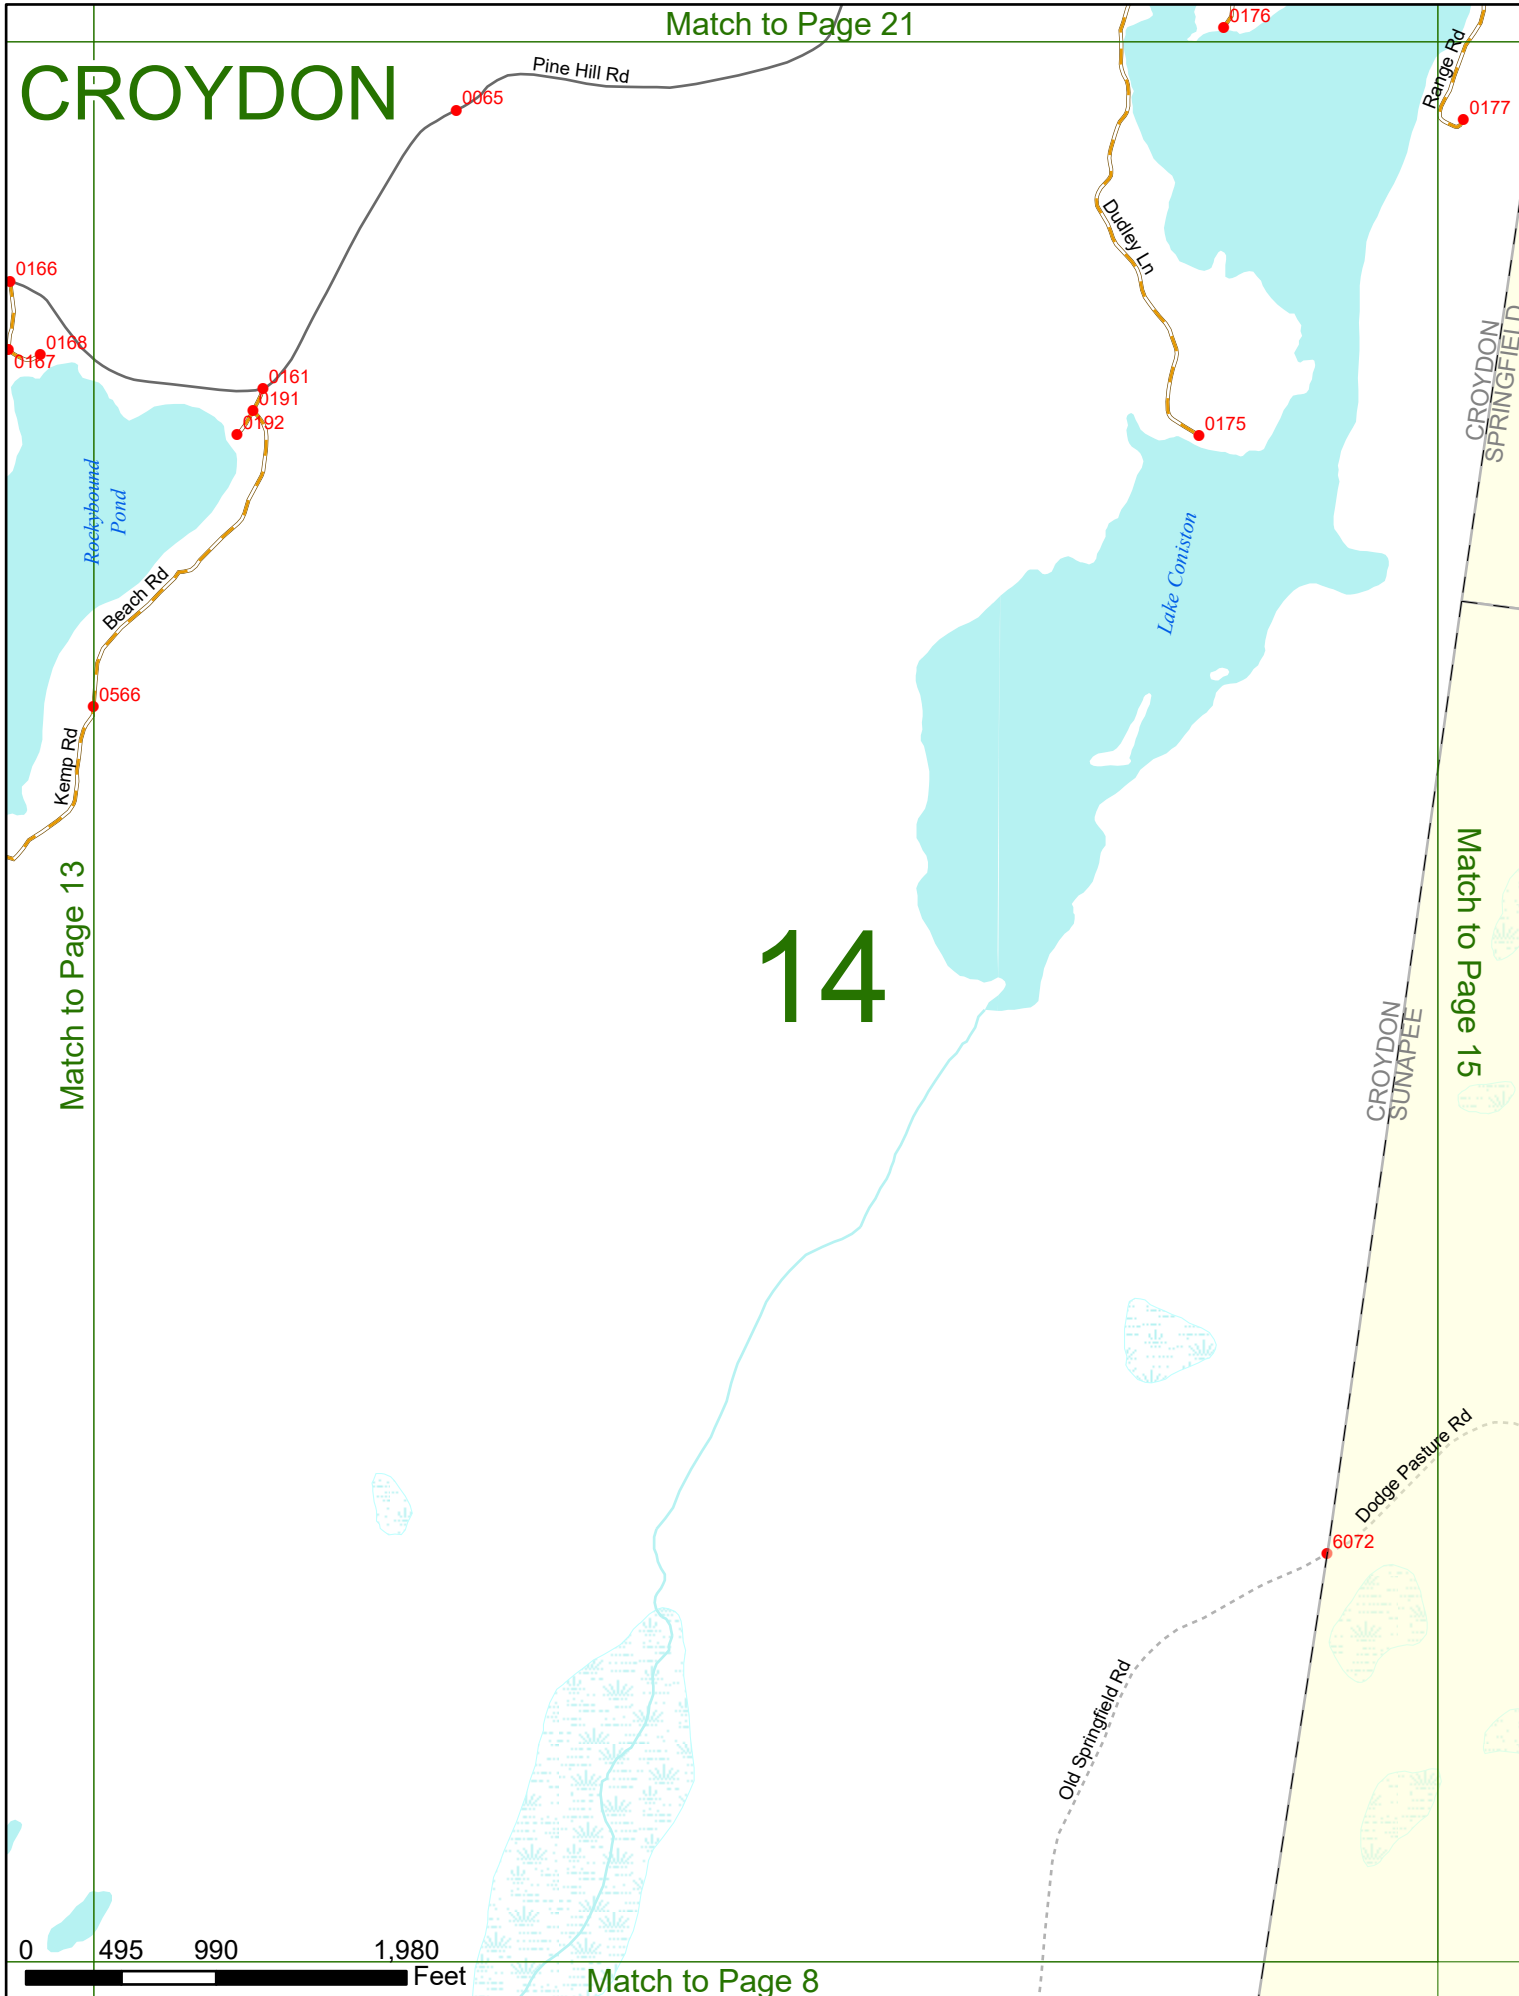 Match to Page 21
0176
CROYDON
Pine Hill Rd
Range Rd
0065
0177
Dudley Ln
0166
0168
0167
CROYDON
SPRINGFIELD
0161
0191
0192
0175
Rockybound
Pond
Lake Coniston
Beach Rd
0566
Kemp Rd
Match to Page 13
14
Match to Page 15
CROYDON
SUNAPEE
Dodge Pasture Rd
6072
Old Springfield Rd
0 495 990 1,980
Feet
Match to Page 8